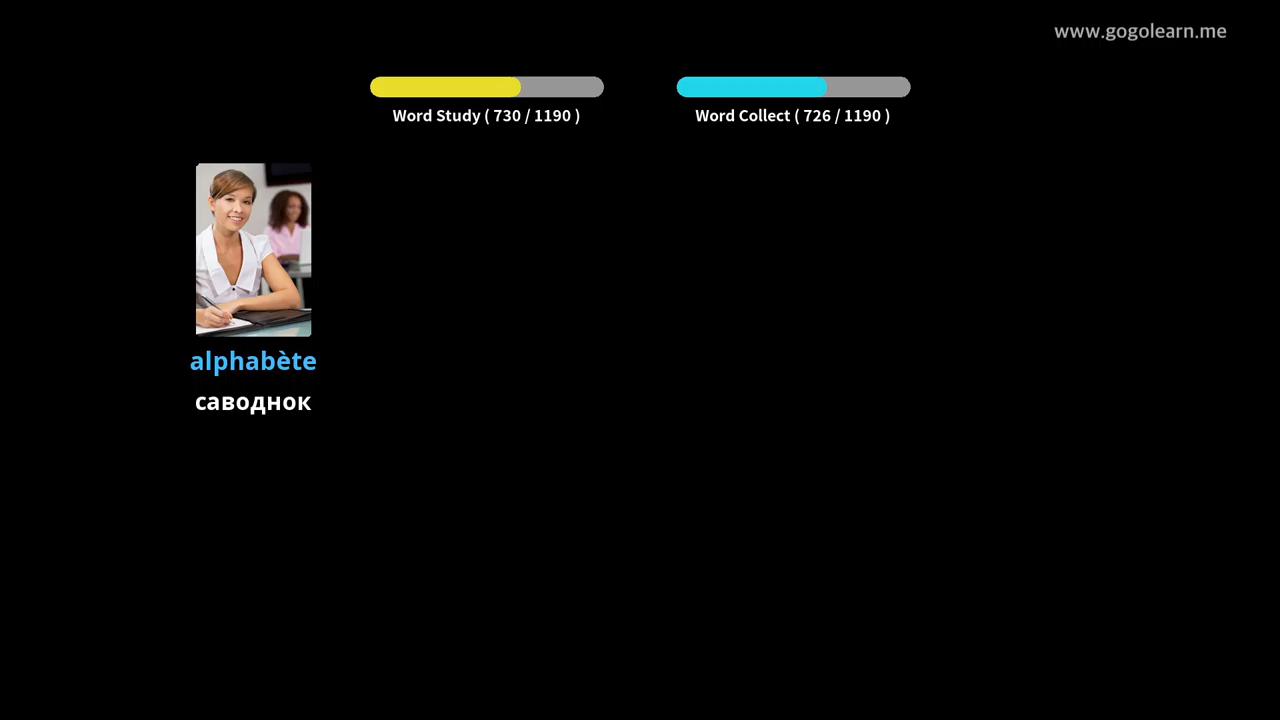 www.gogolearn.me
Word Study ( 730 / 1190 )
Word Collect ( 726 / 1190 )
alphabète
саводнок